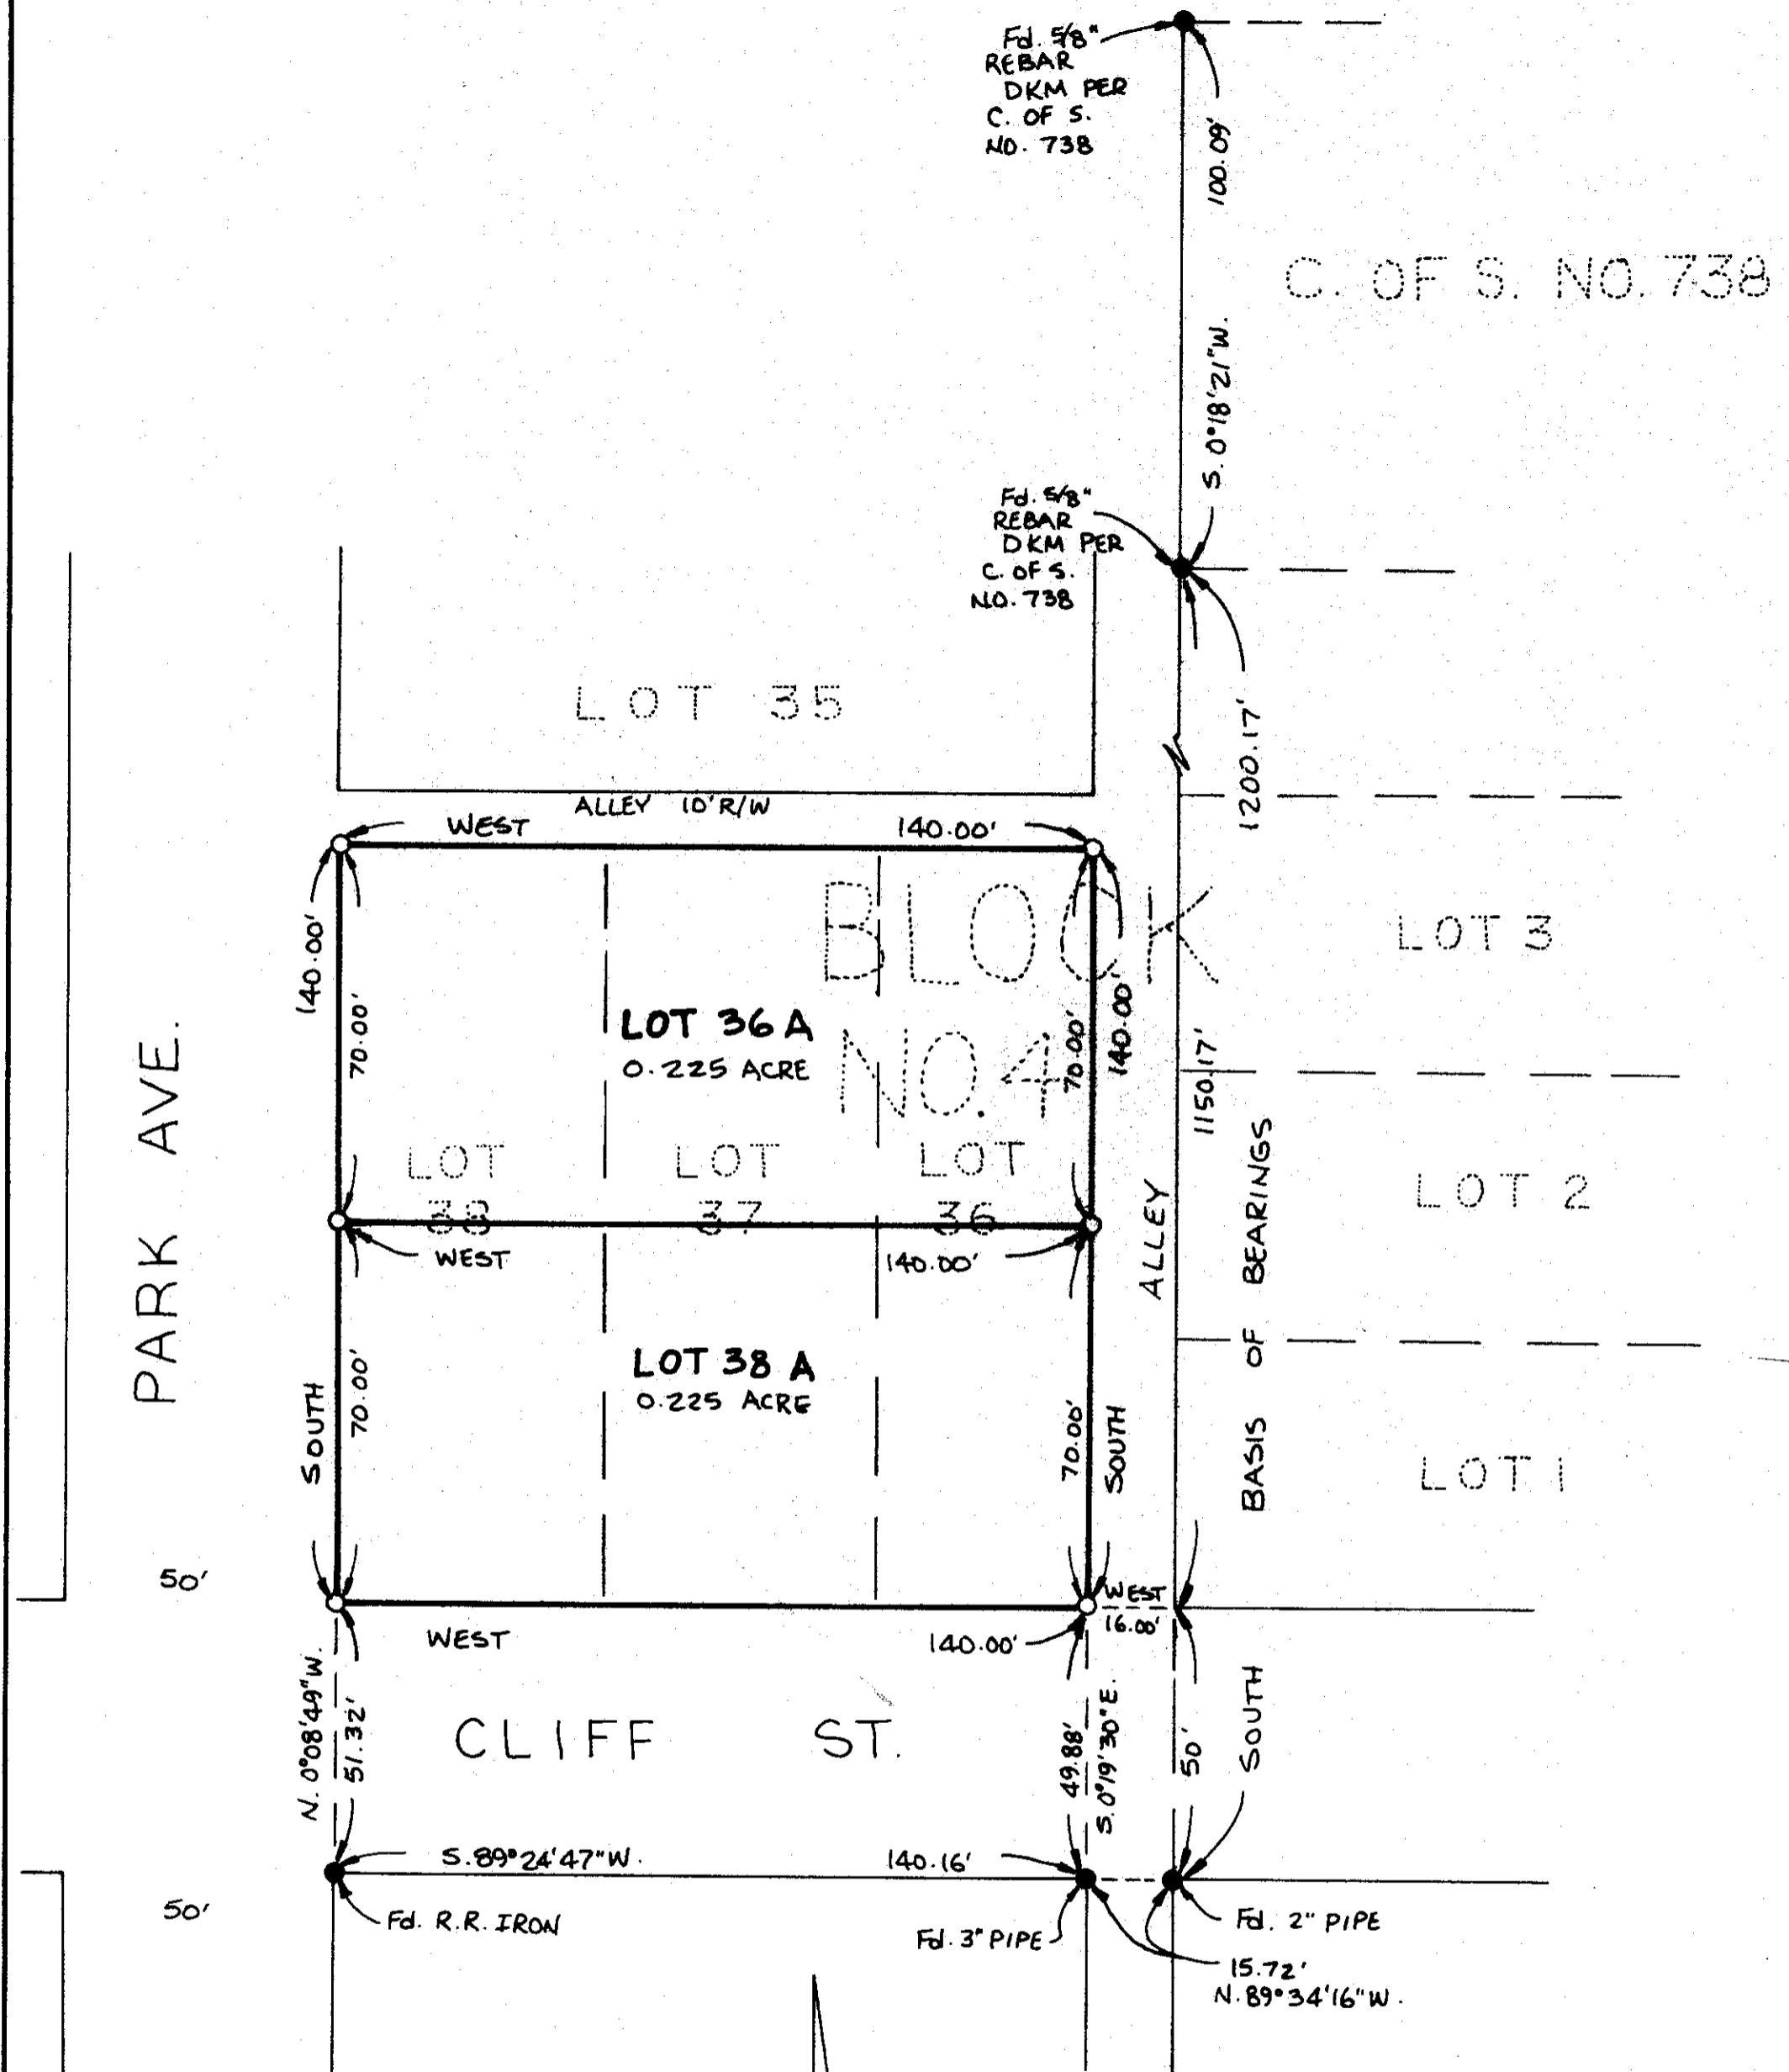 Fd. 5/8"
REBAR
DKM PER
C. OF S.
NO. 738
100.09'
C. OF S. NO. 738
S. 0°18'21"W.
Fd. 5/8"
REBAR
DKM PER
C. OF S.
NO. 738
LOT 35
1200.17'
ALLEY 10' R/W
WEST
140.00'
BLOCK
NO. 4
LOT 3
140.00'
70.00'
LOT 36 A
0.225 ACRE
70.00'
140.00'
1150.17'
PARK AVE.
LOT
38
LOT
37
LOT
36
LOT 2
WEST
140.00'
ALLEY
BASIS OF BEARINGS
LOT 38 A
0.225 ACRE
SOUTH
70.00'
70.00'
SOUTH
LOT 1
50'
WEST
16.00'
WEST
140.00'
N. 0°08'49"W.
51.32'
CLIFF ST.
49.88'
S. 0°19'30"E.
50'
SOUTH
S. 89°24'47"W.
140.16'
50'
Fd. R.R. IRON
Fd. 3" PIPE
Fd. 2" PIPE
15.72'
N. 89°34'16"W.